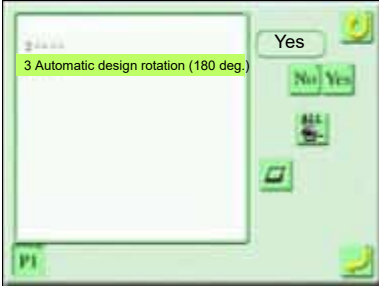 Yes
3 Automatic design rotation (180 deg.)
No Yes
P1